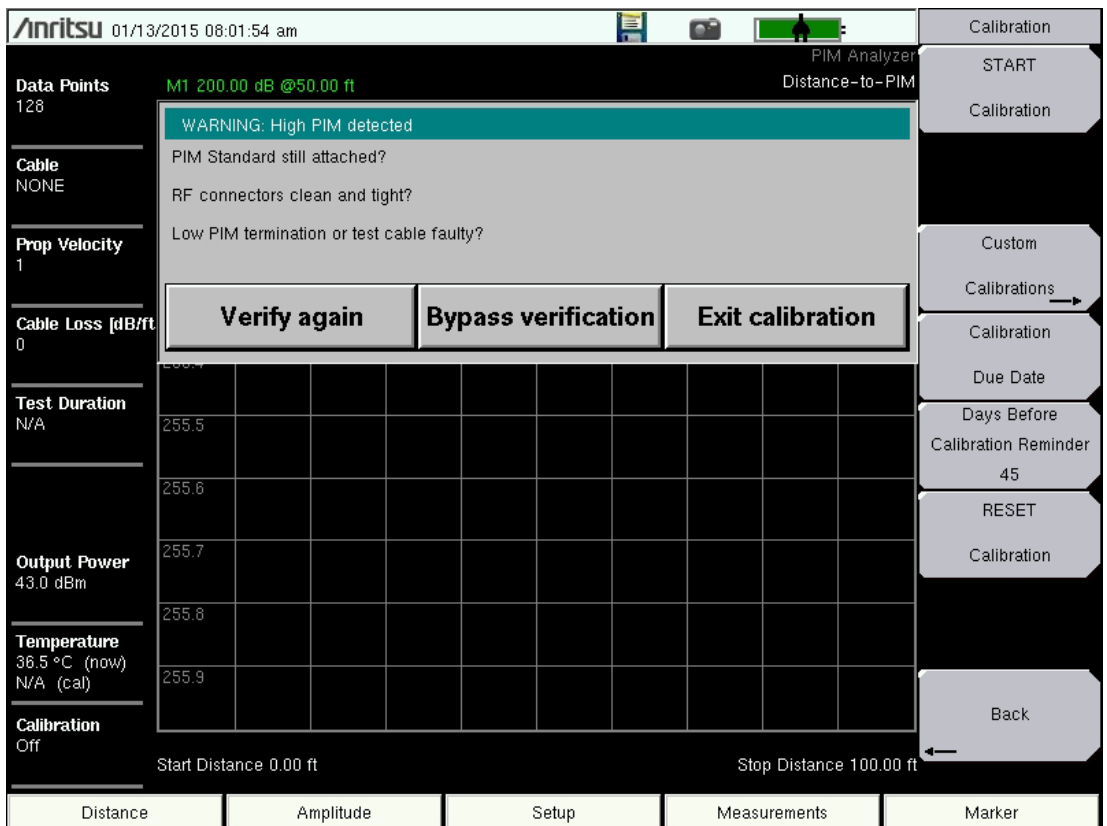 Anritsu 01/13/2015 08:01:54 am
PIM Analyzer
Distance-to-PIM
M1 200.00 dB @50.00 ft
Data Points
128
Cable
NONE
Prop Velocity
1
Cable Loss [dB/ft
0
Test Duration
N/A
Output Power
43.0 dBm
Temperature
36.5 °C (now)
N/A (cal)
Calibration
Off
WARNING: High PIM detected
PIM Standard still attached?
RF connectors clean and tight?
Low PIM termination or test cable faulty?
Verify again
Bypass verification
Exit calibration
255.5
255.6
255.7
255.8
255.9
Start Distance 0.00 ft
Stop Distance 100.00 ft
Calibration
START
Calibration
Custom
Calibrations
Calibration
Due Date
Days Before
Calibration Reminder
45
RESET
Calibration
Back
Distance
Amplitude
Setup
Measurements
Marker